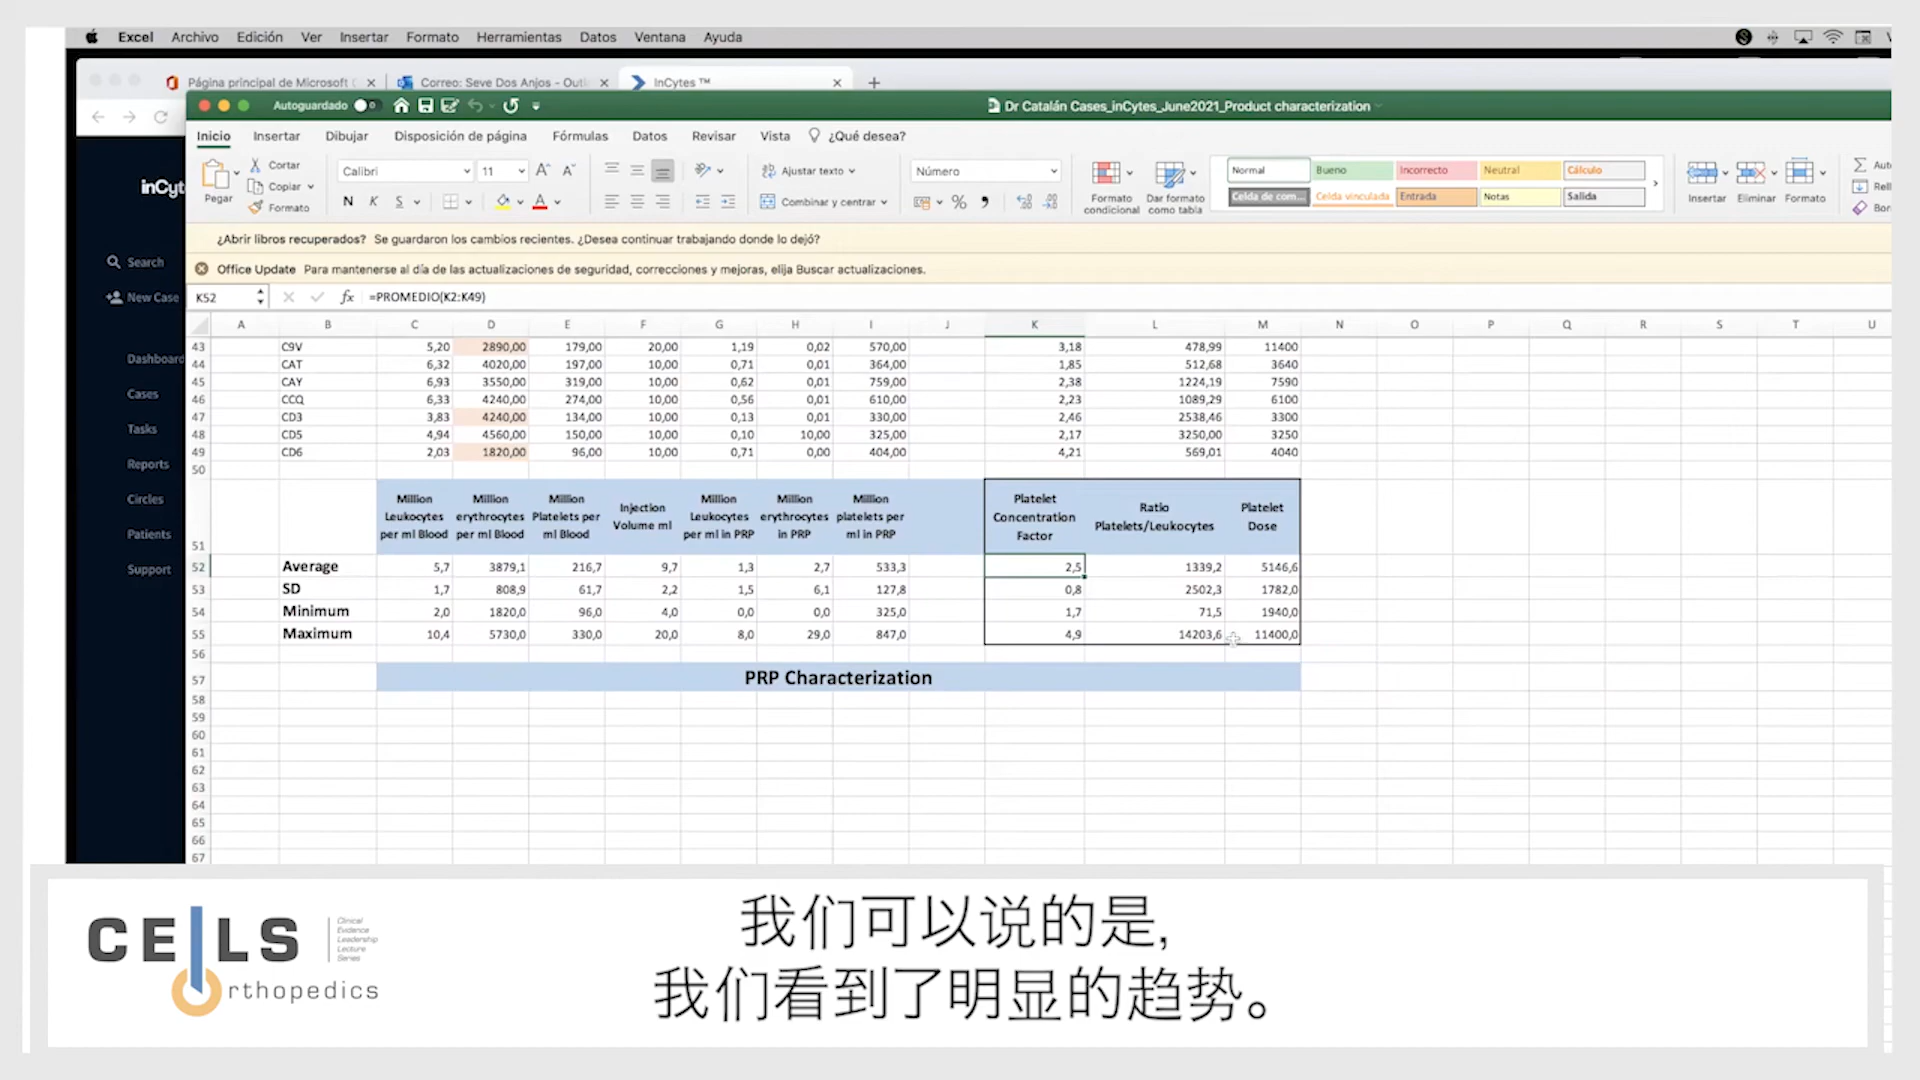 Excel Archivo Edición Ver Insertar Formato Herramientas Datos Ventana Ayuda
Página principal de Microsoft Correo: Seve Dos Anjos - Outl InCytes ™
Autoguardado Dr Catalán Cases_inCytes_June2021_Product characterization
Inicio Insertar Dibujar Disposición de página Fórmulas Datos Revisar Vista ¿Qué desea?
Pegar Cortar Copiar Formato
Calibri 11
N K S A
Ajustar texto
Combinar y centrar
Número
% 
Formato condicional
Dar formato como tabla
Normal Bueno Incorrecto Neutral Cálculo
Celda de com... Celda vinculada Entrada Notas Salida
Insertar Eliminar Formato
inCyt
Search
New Case
Dashboard
Cases
Tasks
Reports
Circles
Patients
Support
¿Abrir libros recuperados? Se guardaron los cambios recientes. ¿Desea continuar trabajando donde lo dejó?
Office Update Para mantenerse al día de las actualizaciones de seguridad, correcciones y mejoras, elija Buscar actualizaciones.
K52 fx =PROMEDIO(K2:K49)
A B C D E F G H I J K L M N O P Q R S T U
43 C9V 5,20 2890,00 179,00 20,00 1,19 0,02 570,00 3,18 478,99 11400
44 CAT 6,32 4020,00 197,00 10,00 0,71 0,01 364,00 1,85 512,68 3640
45 CAY 6,93 3550,00 319,00 10,00 0,62 0,01 759,00 2,38 1224,19 7590
46 CCQ 6,33 4240,00 274,00 10,00 0,56 0,01 610,00 2,23 1089,29 6100
47 CD3 3,83 4240,00 134,00 10,00 0,13 0,01 330,00 2,46 2538,46 3300
48 CD5 4,94 4560,00 150,00 10,00 0,10 10,00 325,00 2,17 3250,00 3250
49 CD6 2,03 1820,00 96,00 10,00 0,71 0,00 404,00 4,21 569,01 4040
50
51 Million Leukocytes per ml Blood Million erythrocytes per ml Blood Million Platelets per ml Blood Injection Volume ml Million Leukocytes per ml in PRP Million erythrocytes in PRP Million platelets per ml in PRP Platelet Concentration Factor Ratio Platelets/Leukocytes Platelet Dose
52 Average 5,7 3879,1 216,7 9,7 1,3 2,7 533,3 2,5 1339,2 5146,6
53 SD 1,7 808,9 61,7 2,2 1,5 6,1 127,8 0,8 2502,3 1782,0
54 Minimum 2,0 1820,0 96,0 4,0 0,0 0,0 325,0 1,7 71,5 1940,0
55 Maximum 10,4 5730,0 330,0 20,0 8,0 29,0 847,0 4,9 14203,6 11400,0
56
57 PRP Characterization
58
59
60
61
62
63
64
65
66
67
CELLS
Clinical
Evidence
Leadership
Lecture
Series
Orthopedics
我们可以说的是,
我们看到了明显的趋势。